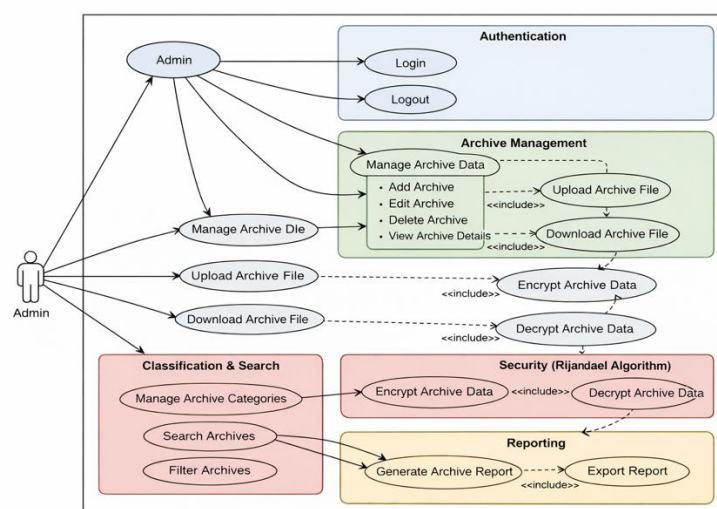 Authentication
Admin
Login
Logout
Archive Management
Manage Archive Data
• Add Archive
• Edit Archive
• Delete Archive
• View Archive Details
<<include>>
Upload Archive File
<<include>>
Download Archive File
Manage Archive Dle
Upload Archive File
<<include>>
Encrypt Archive Data
Admin
Download Archive File
<<include>>
Decrypt Archive Data
Classification & Search
Manage Archive Categories
Search Archives
Filter Archives
Security (Rijandael Algorithm)
Encrypt Archive Data
<<include>>
Decrypt Archive Data
Reporting
Generate Archive Report
<<include>>
Export Report